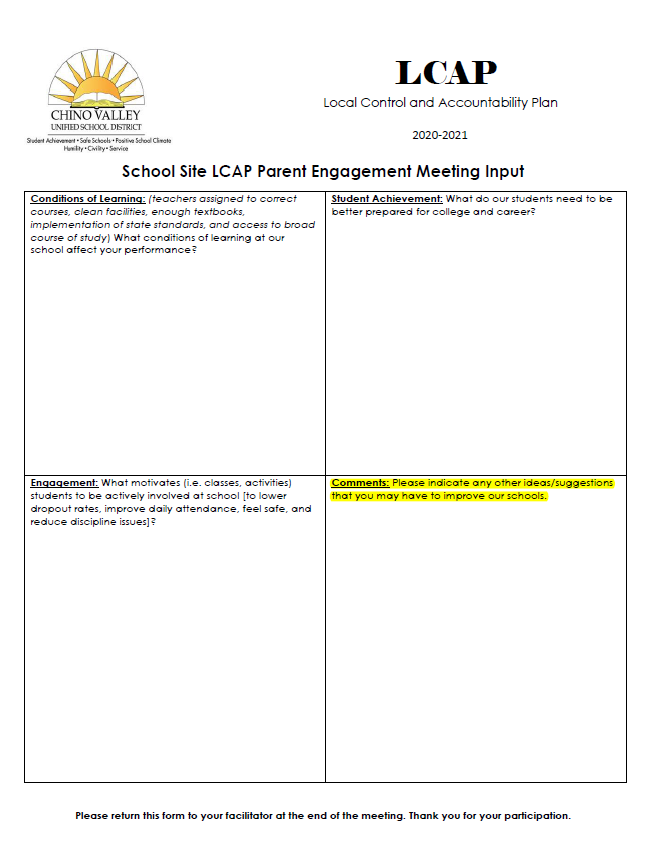 CHINO VALLEY
UNIFIED SCHOOL DISTRICT
Student Achievement • Safe Schools • Positive School Climate
Humility • Civility • Service
LCAP
Local Control and Accountability Plan
2020-2021
School Site LCAP Parent Engagement Meeting Input
Conditions of Learning: (teachers assigned to correct
courses, clean facilities, enough textbooks,
implementation of state standards, and access to broad
course of study) What conditions of learning at our
school affect your performance?
Student Achievement: What do our students need to be
better prepared for college and career?
Engagement: What motivates (i.e. classes, activities)
students to be actively involved at school [to lower
dropout rates, improve daily attendance, feel safe, and
reduce discipline issues]?
Comments: Please indicate any other ideas/suggestions
that you may have to improve our schools.
Please return this form to your facilitator at the end of the meeting. Thank you for your participation.